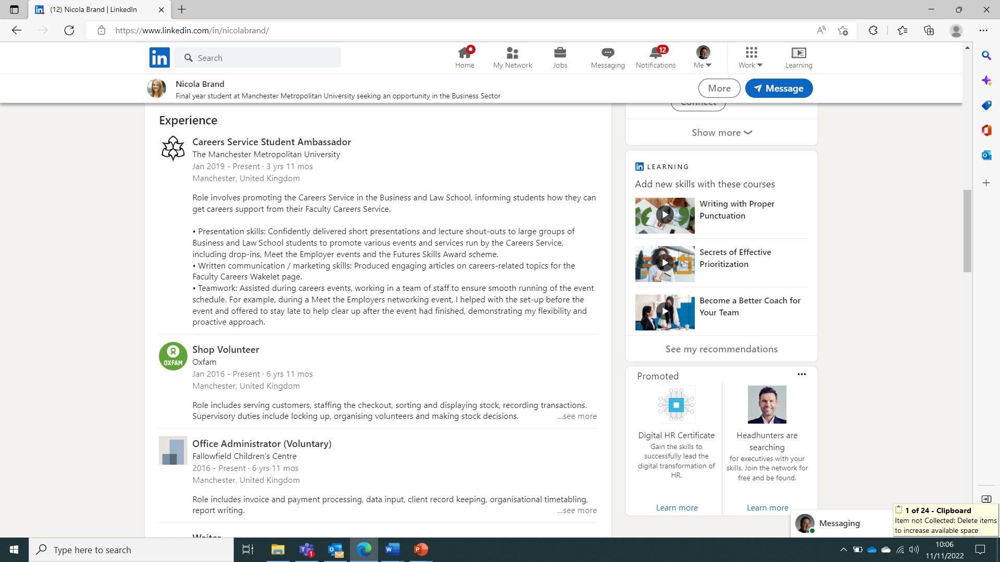 (12) Nicola Brand | LinkedIn
https://www.linkedin.com/in/nicolabrand/
in
Search
Home
My Network
Jobs
Messaging
12
Notifications
Me
Work
Learning
Nicola Brand
Final year student at Manchester Metropolitan University seeking an opportunity in the Business Sector
More
Message
Experience
Careers Service Student Ambassador
The Manchester Metropolitan University
Jan 2019 - Present · 3 yrs 11 mos
Manchester, United Kingdom
Role involves promoting the Careers Service in the Business and Law School, informing students how they can
get careers support from their Faculty Careers Service.
• Presentation skills: Confidently delivered short presentations and lecture shout-outs to large groups of
Business and Law School students to promote various events and services run by the Careers Service,
including drop-ins, Meet the Employer events and the Futures Skills Award scheme.
• Written communication / marketing skills: Produced engaging articles on careers-related topics for the
Faculty Careers Wakelet page.
• Teamwork: Assisted during careers events, working in a team of staff to ensure smooth running of the event
schedule. For example, during a Meet the Employers networking event, I helped with the set-up before the
event and offered to stay late to help clear up after the event had finished, demonstrating my flexibility and
proactive approach.
OXFAM
Shop Volunteer
Oxfam
Jan 2016 - Present · 6 yrs 11 mos
Manchester, United Kingdom
Role includes serving customers, staffing the checkout, sorting and displaying stock, recording transactions.
Supervisory duties include locking up, organising volunteers and making stock decisions. ...see more
Office Administrator (Voluntary)
Fallowfield Children's Centre
2016 - Present · 6 yrs 11 mos
Manchester, United Kingdom
Role includes invoice and payment processing, data input, client record keeping, organisational timetabling,
report writing. ...see more
Waiter
Connect
Show more
in LEARNING
Add new skills with these courses
Writing with Proper
Punctuation
Secrets of Effective
Prioritization
Become a Better Coach for
Your Team
See my recommendations
Promoted
Digital HR Certificate
Gain the skills to
successfully lead the
digital transformation of
HR.
Learn more
Headhunters are
searching
for executives with your
skills. Join the network for
free and be found.
Learn more
Messaging
1 of 24 - Clipboard
Item not Collected: Delete items
to increase available space
Type here to search
1
10:06
11/11/2022